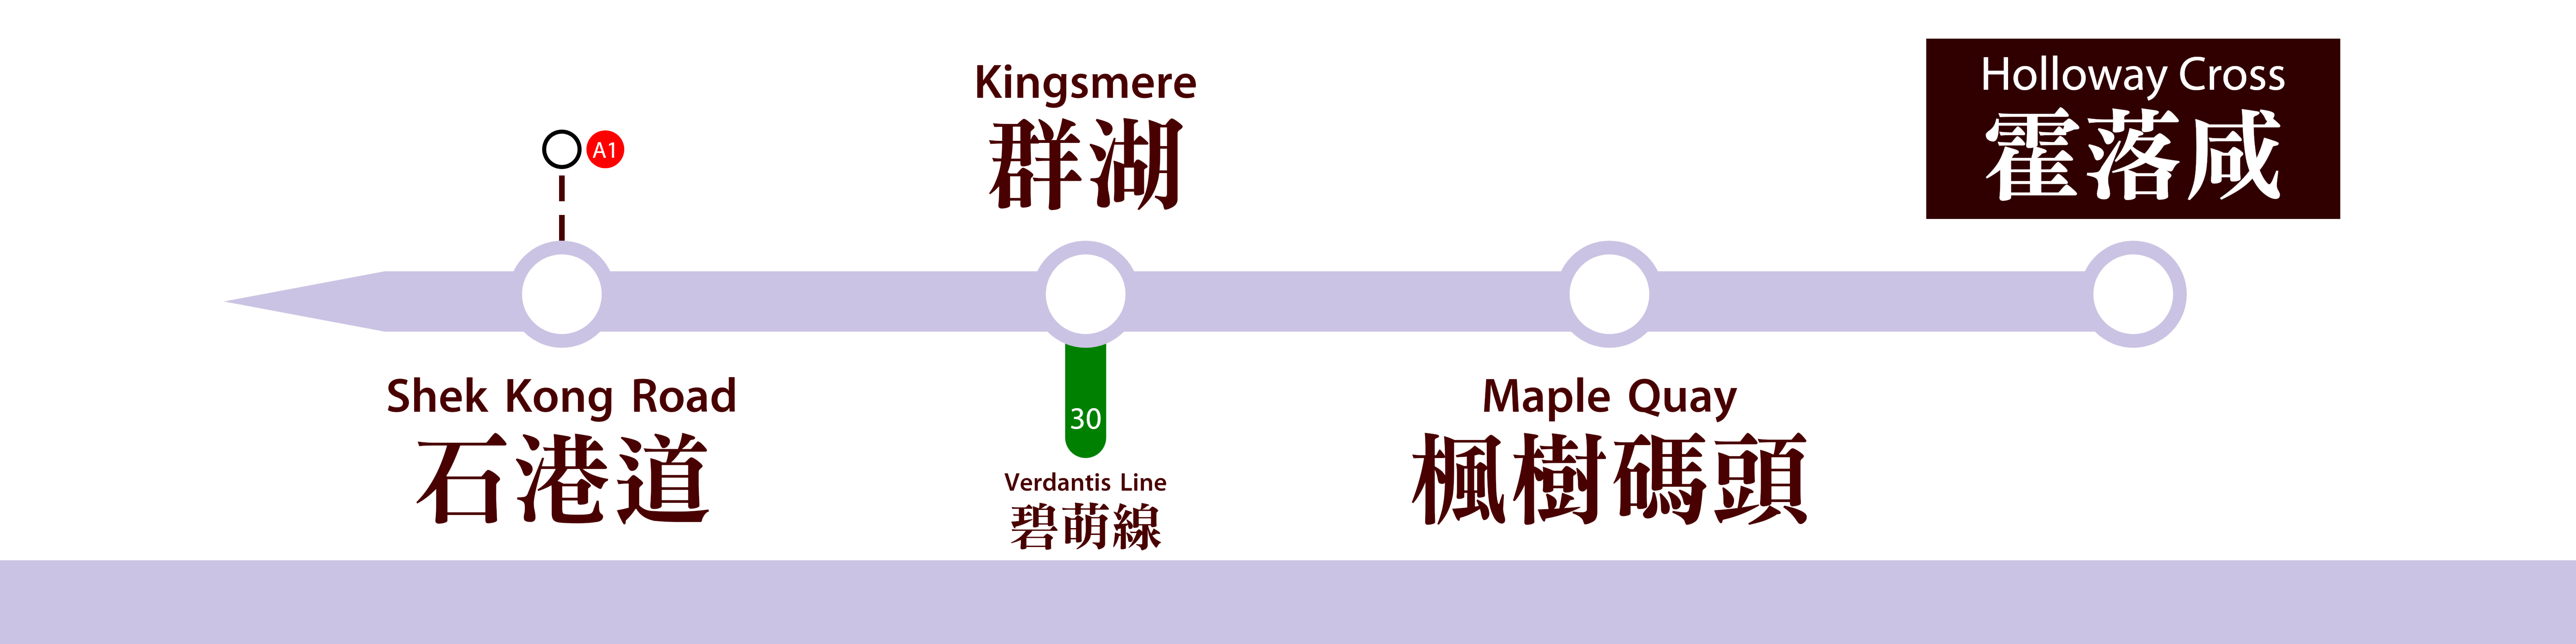 A1
Shek Kong Road
石港道
Kingsmere
群湖
30
Verdantis Line
碧萌線
Maple Quay
楓樹碼頭
Holloway Cross
霍落咸